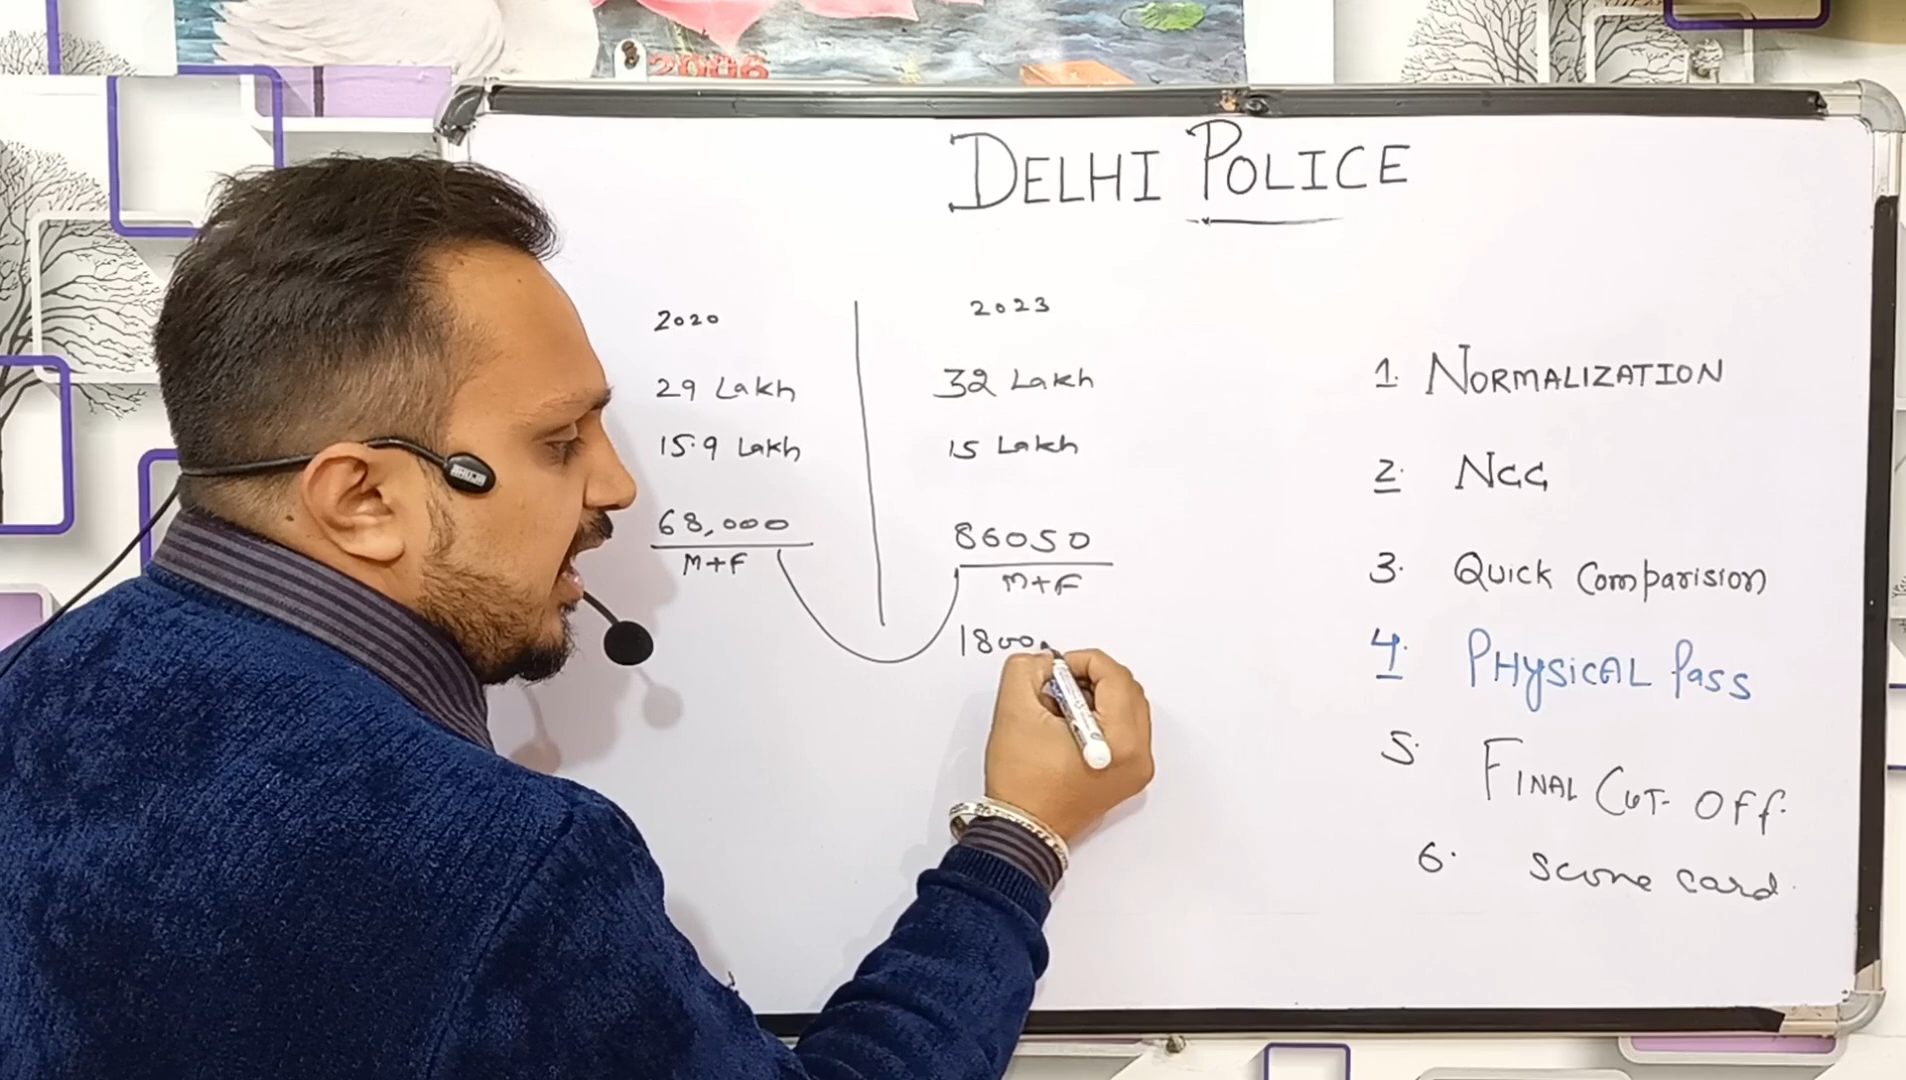 2006
DELHI POLICE
2020
29 Lakh
15.9 Lakh
68,000
M+F
2023
32 Lakh
15 Lakh
86050
M+F
1800
1. NORMALIZATION
2. NCC
3. Quick Comparision
4. PHYSICAL Pass
5. FINAL CUT OFF.
6. Score card.